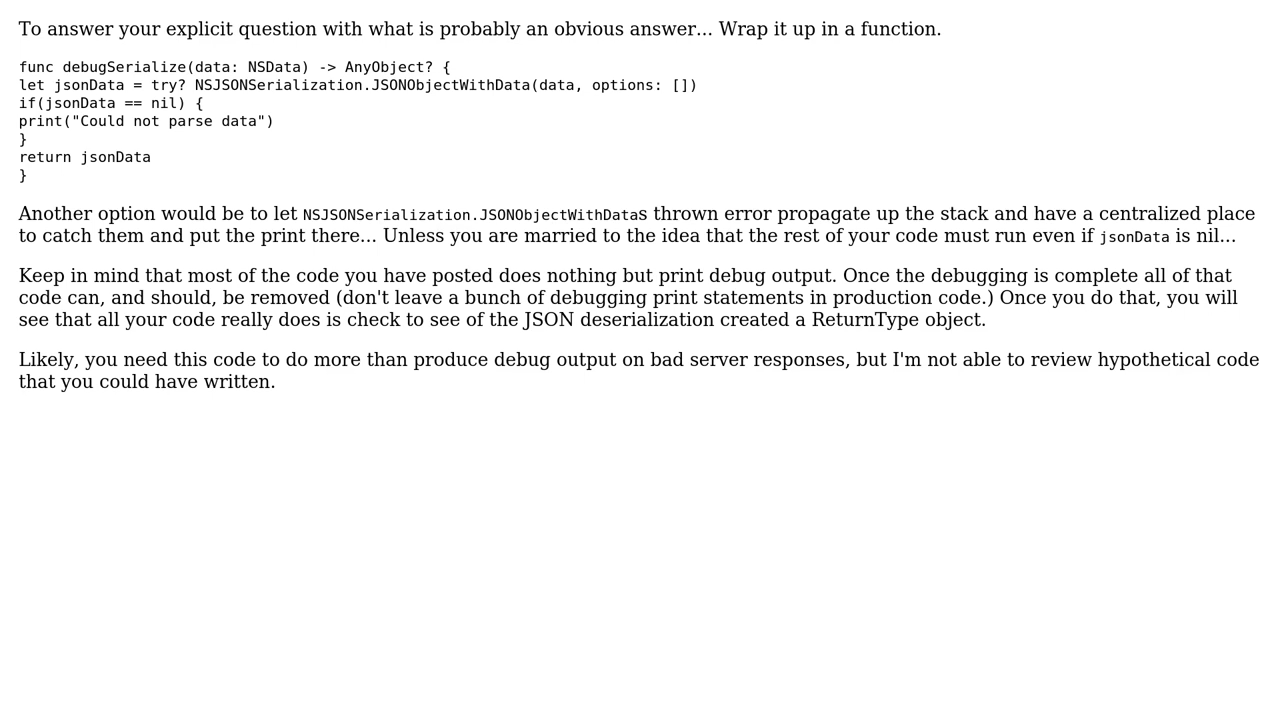 To answer your explicit question with what is probably an obvious answer... Wrap it up in a function.
func debugSerialize(data: NSData) -> AnyObject? {
let jsonData = try? NSJSONSerialization.JSONObjectWithData(data, options: [])
if(jsonData == nil) {
print("Could not parse data")
}
return jsonData
}
Another option would be to let NSJSONSerialization.JSONObjectWithDatas thrown error propagate up the stack and have a centralized place
to catch them and put the print there... Unless you are married to the idea that the rest of your code must run even if jsonData is nil...
Keep in mind that most of the code you have posted does nothing but print debug output. Once the debugging is complete all of that
code can, and should, be removed (don't leave a bunch of debugging print statements in production code.) Once you do that, you will
see that all your code really does is check to see of the JSON deserialization created a ReturnType object.
Likely, you need this code to do more than produce debug output on bad server responses, but I'm not able to review hypothetical code
that you could have written.